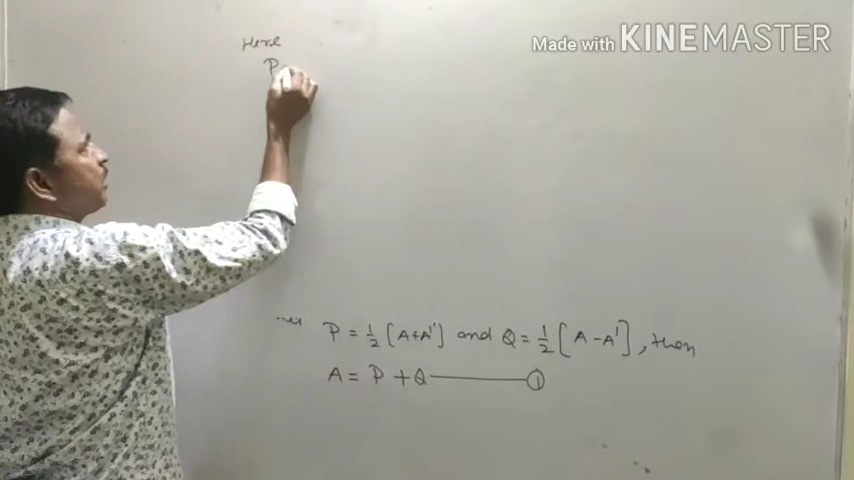 Made with KINEMASTER
Here
P
P = 1/2 [A+A'] and Q = 1/2 [A-A'], then
A = P + Q ——— ①